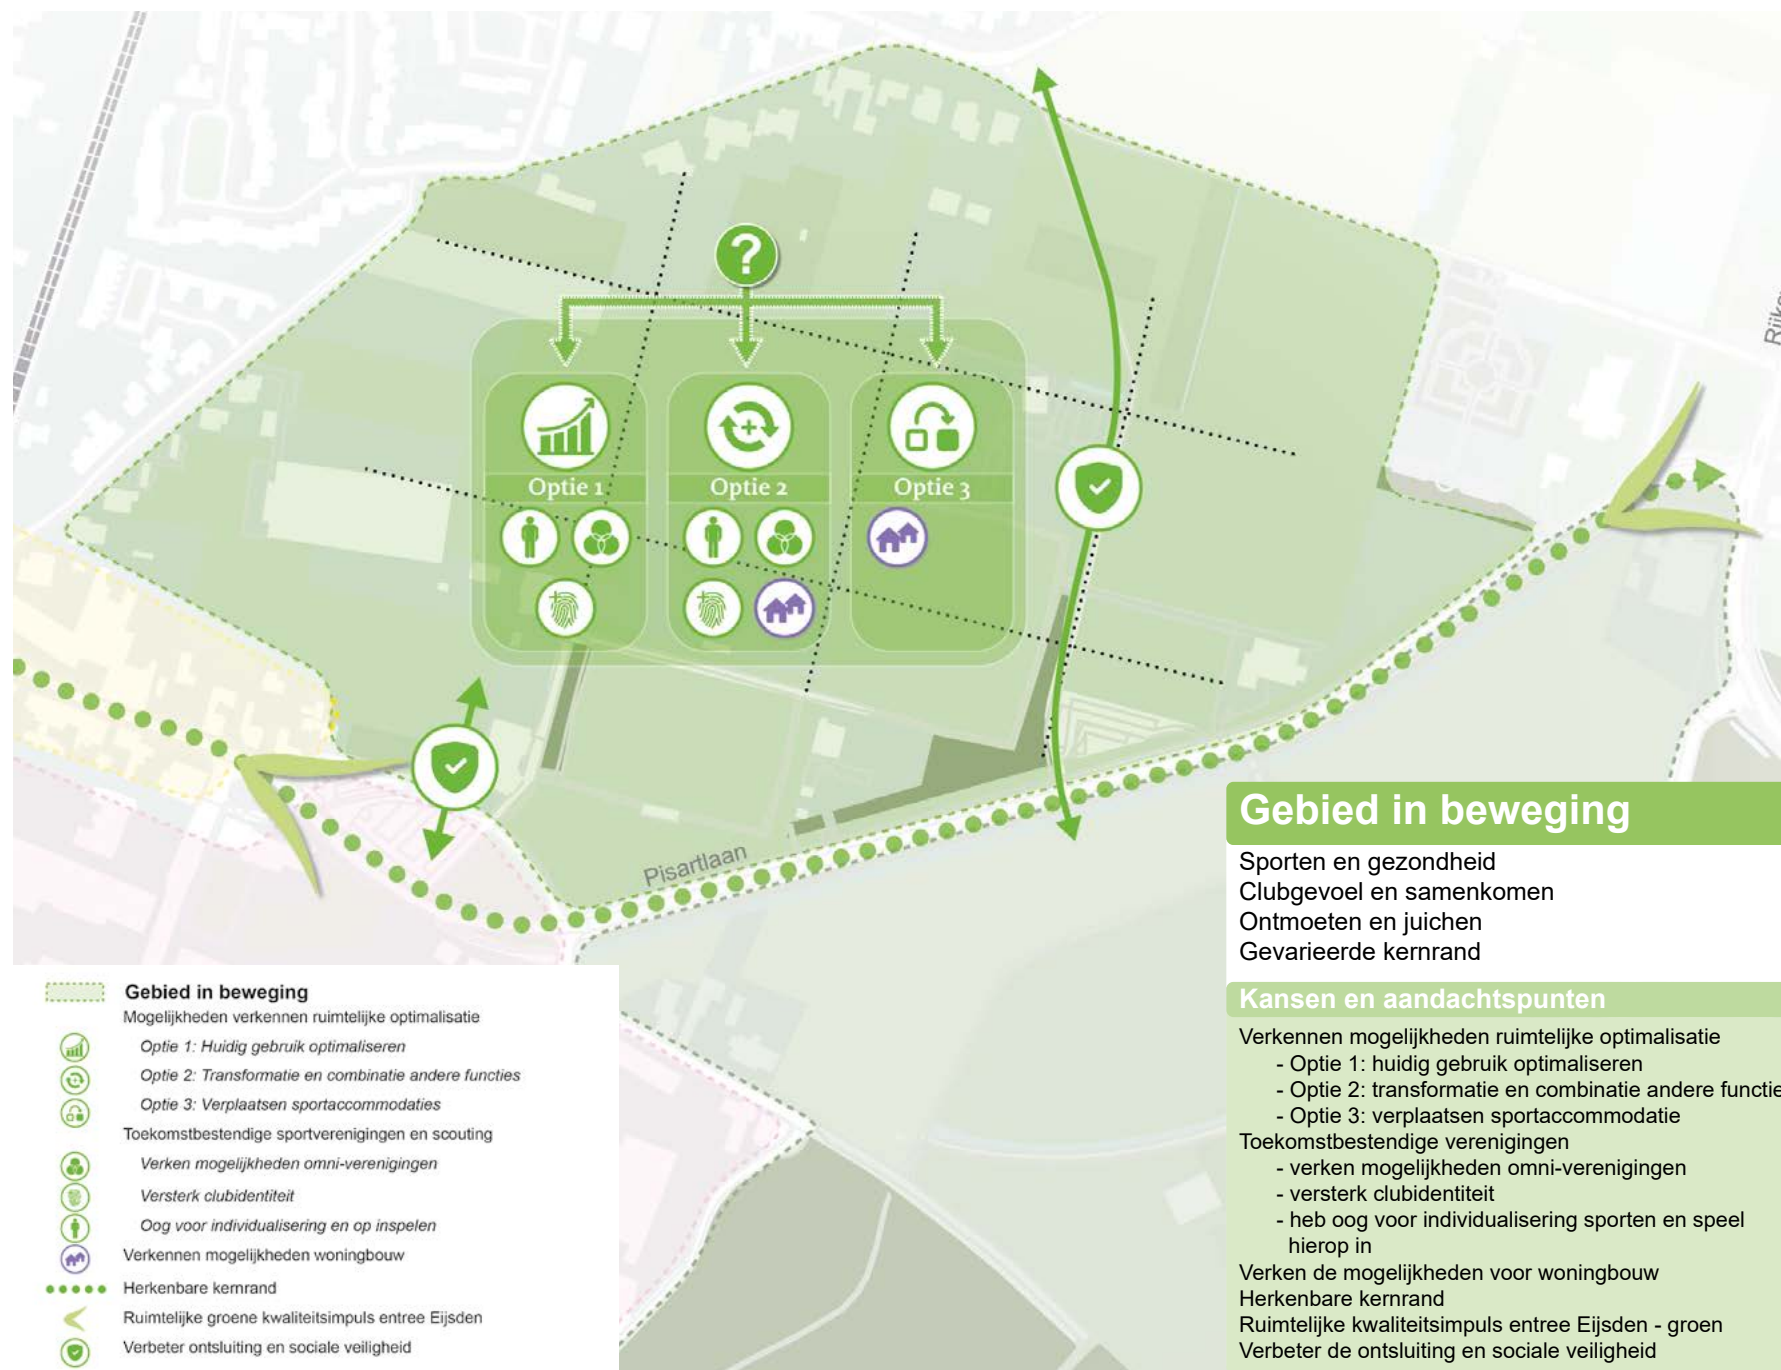 ?
Optie 1
Optie 2
Optie 3
Pisartlaan
Gebied in beweging
Sporten en gezondheid
Clubgevoel en samenkomen
Ontmoeten en juichen
Gevarieerde kernrand
Kansen en aandachtspunten
Verkennen mogelijkheden ruimtelijke optimalisatie
- Optie 1: huidig gebruik optimaliseren
- Optie 2: transformatie en combinatie andere functie
- Optie 3: verplaatsen sportaccommodatie
Toekomstbestendige verenigingen
- verken mogelijkheden omni-verenigingen
- versterk clubidentiteit
- heb oog voor individualisering sporten en speel
hierop in
Verken de mogelijkheden voor woningbouw
Herkenbare kernrand
Ruimtelijke kwaliteitsimpuls entree Eijsden - groen
Verbeter de ontsluiting en sociale veiligheid
Gebied in beweging
Mogelijkheden verkennen ruimtelijke optimalisatie
Optie 1: Huidig gebruik optimaliseren
Optie 2: Transformatie en combinatie andere functies
Optie 3: Verplaatsen sportaccommodaties
Toekomstbestendige sportverenigingen en scouting
Verken mogelijkheden omni-verenigingen
Versterk clubidentiteit
Oog voor individualisering en op inspelen
Verkennen mogelijkheden woningbouw
Herkenbare kernrand
Ruimtelijke groene kwaliteitsimpuls entree Eijsden
Verbeter ontsluiting en sociale veiligheid